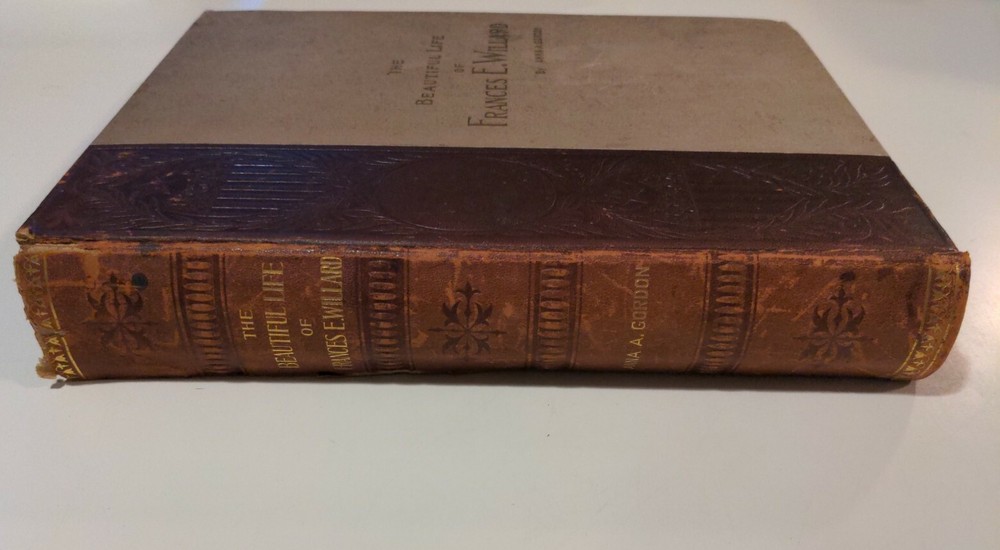 THE
BEAUTIFUL LIFE
OF
FRANCES E. WILLARD
THE
BEAUTIFUL LIFE
OF
FRANCES E. WILLARD
A. GORDON